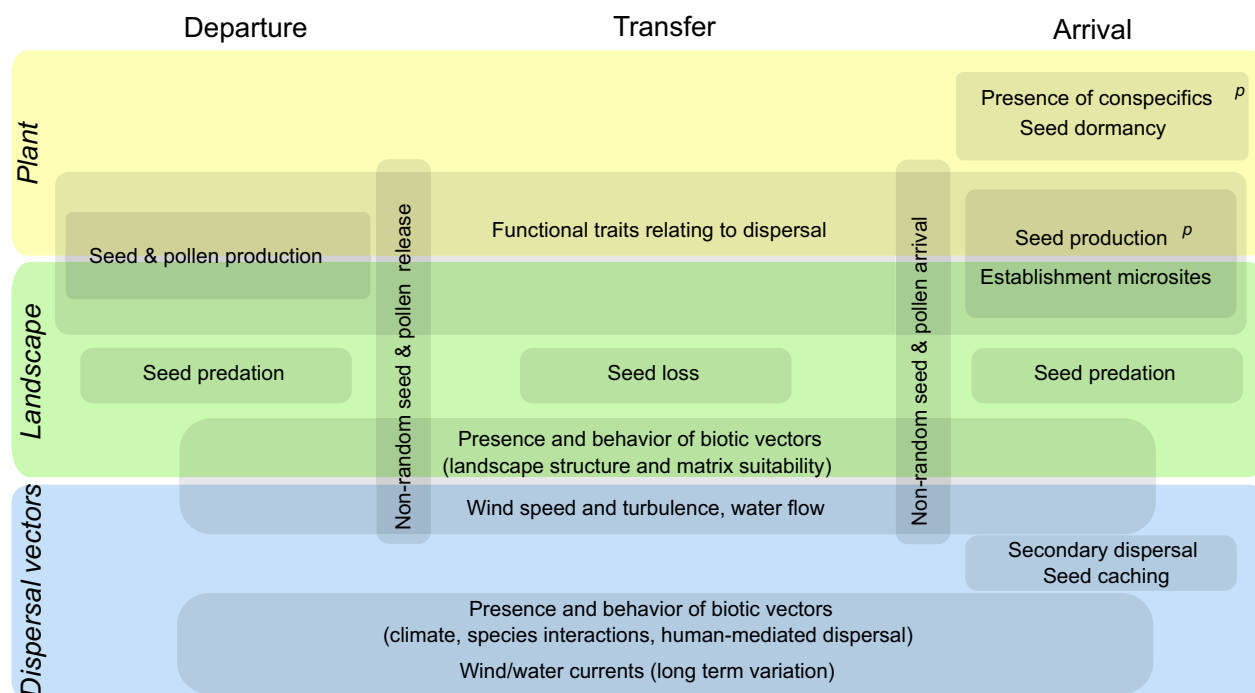 Departure
Transfer
Arrival
Plant
Presence of conspecifics p
Seed dormancy
Functional traits relating to dispersal
Seed & pollen production
Seed production p
Establishment microsites
Non-random seed & pollen release
Non-random seed & pollen arrival
Landscape
Seed predation
Seed loss
Seed predation
Presence and behavior of biotic vectors
(landscape structure and matrix suitability)
Dispersal vectors
Wind speed and turbulence, water flow
Secondary dispersal
Seed caching
Presence and behavior of biotic vectors
(climate, species interactions, human-mediated dispersal)
Wind/water currents (long term variation)